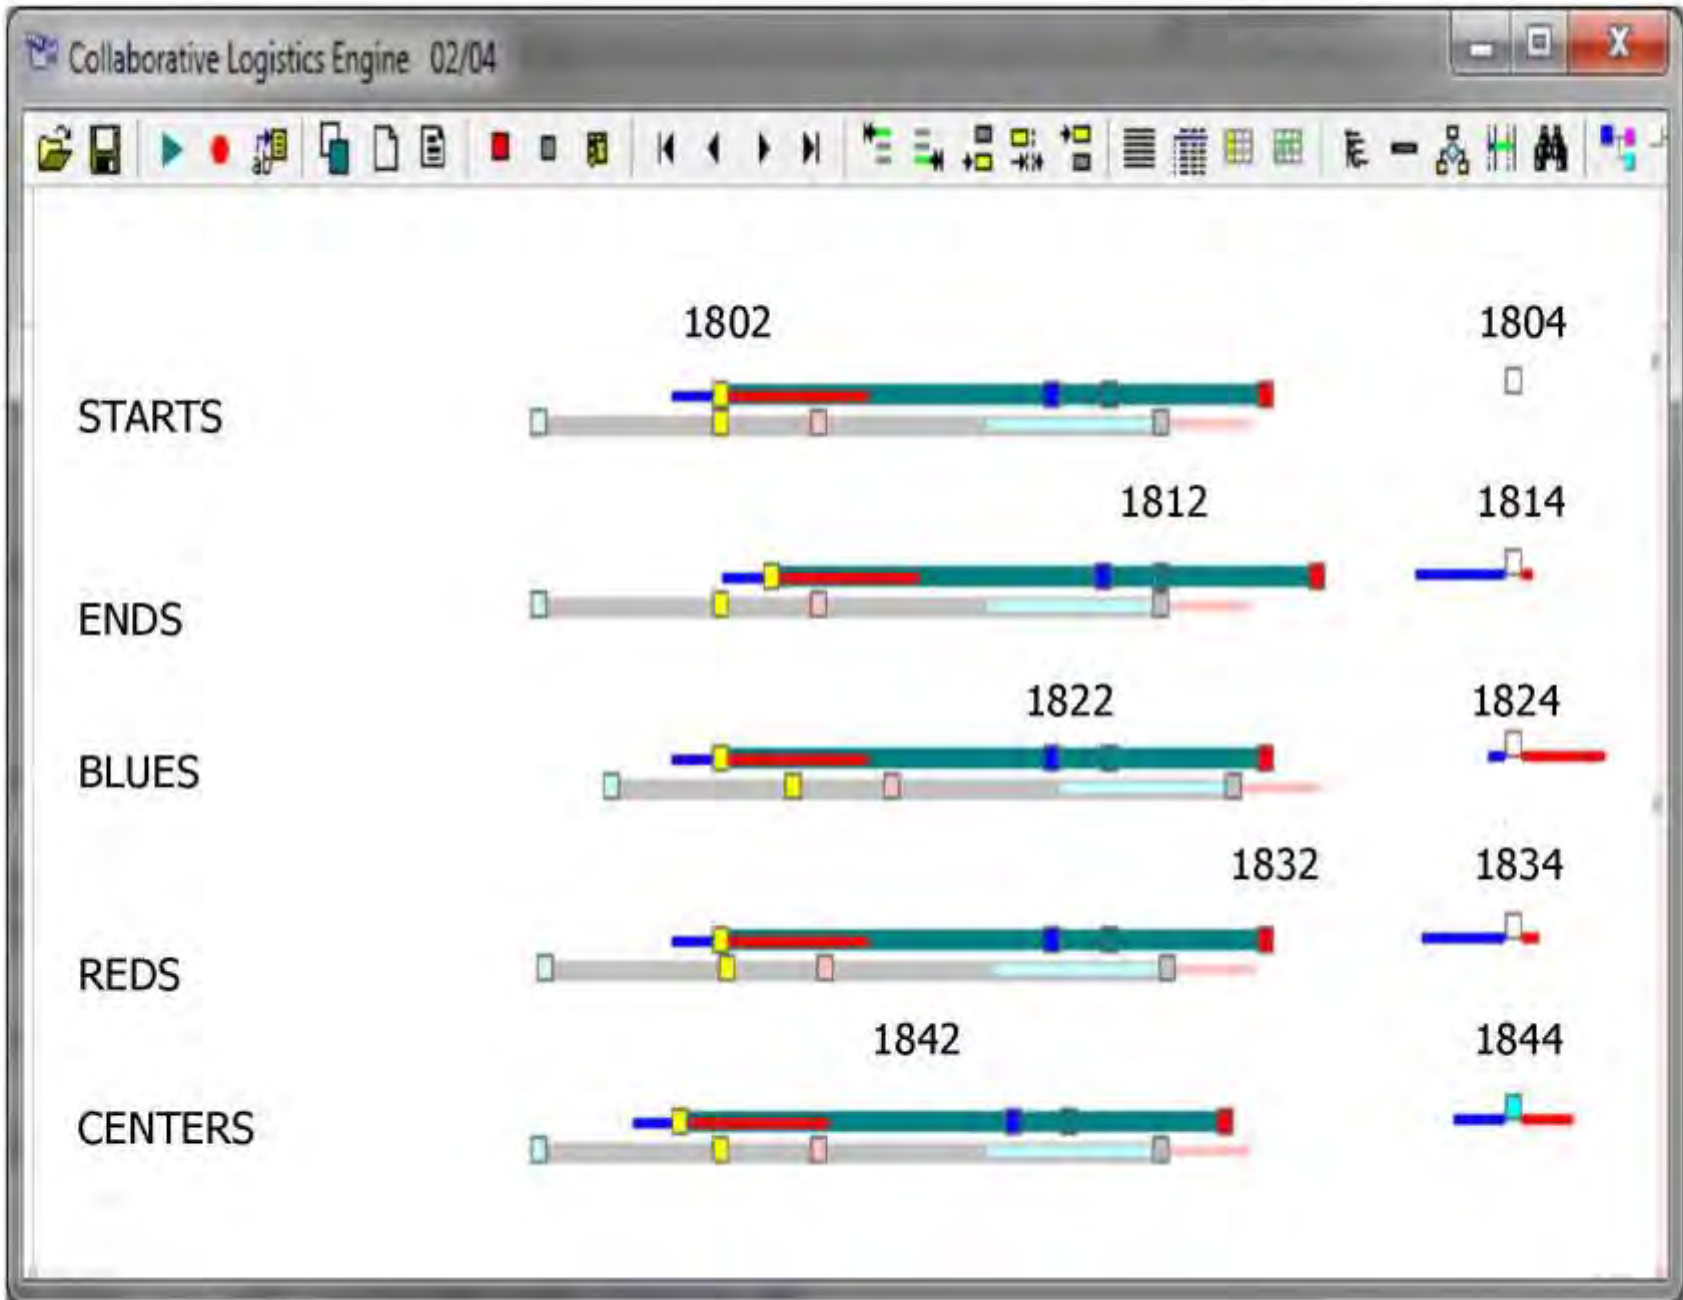 Collaborative Logistics Engine 02/04
1802 1804
STARTS
1812 1814
ENDS
1822 1824
BLUES
1832 1834
REDS
1842 1844
CENTERS